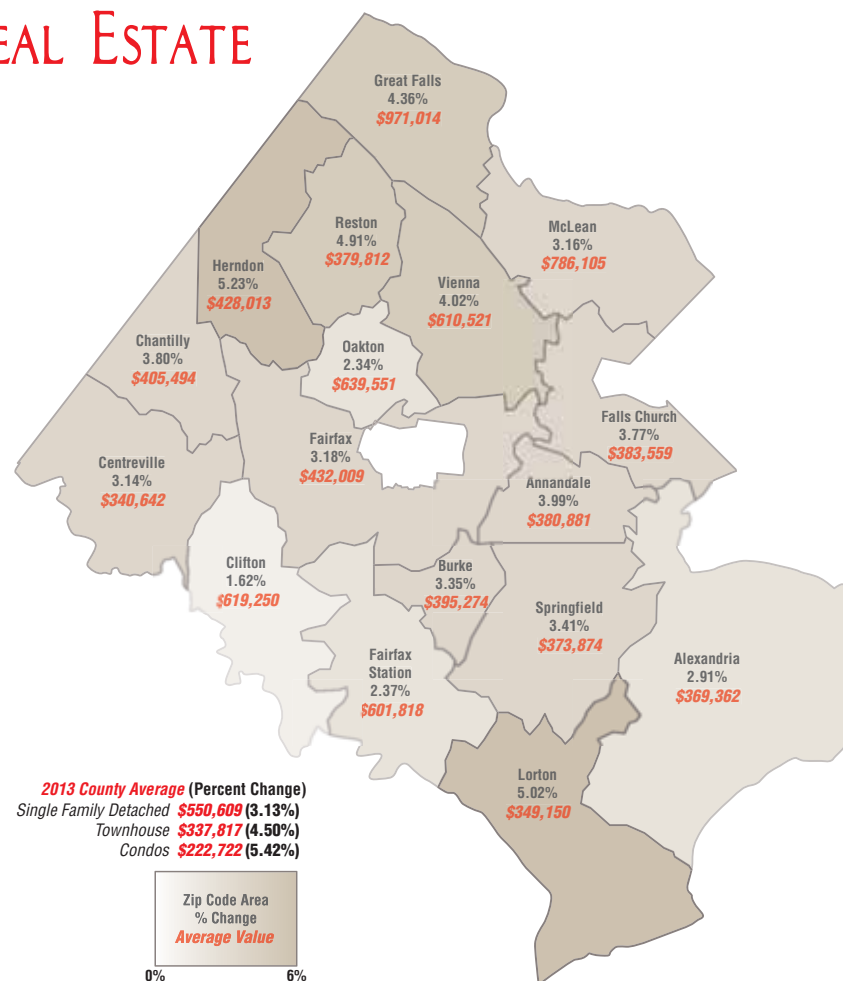 EAL ESTATE
Great Falls
4.36%
$971,014
McLean
3.16%
$786,105
Reston
4.91%
$379,812
Herndon
5.23%
$428,013
Vienna
4.02%
$610,521
Chantilly
3.80%
$405,494
Oakton
2.34%
$639,551
Falls Church
3.77%
$383,559
Fairfax
3.18%
$432,009
Centreville
3.14%
$340,642
Annandale
3.99%
$380,881
Clifton
1.62%
$619,250
Burke
3.35%
$395,274
Springfield
3.41%
$373,874
Fairfax
Station
2.37%
$601,818
Alexandria
2.91%
$369,362
Lorton
5.02%
$349,150
2013 County Average (Percent Change)
Single Family Detached $550,609 (3.13%)
Townhouse $337,817 (4.50%)
Condos $222,722 (5.42%)
Zip Code Area
% Change
Average Value
0% 6%